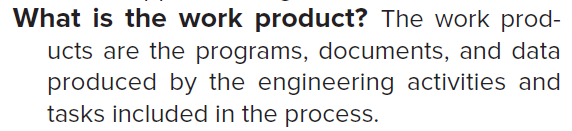 What is the work product? The work prod-
ucts are the programs, documents, and data
produced by the engineering activities and
tasks included in the process.